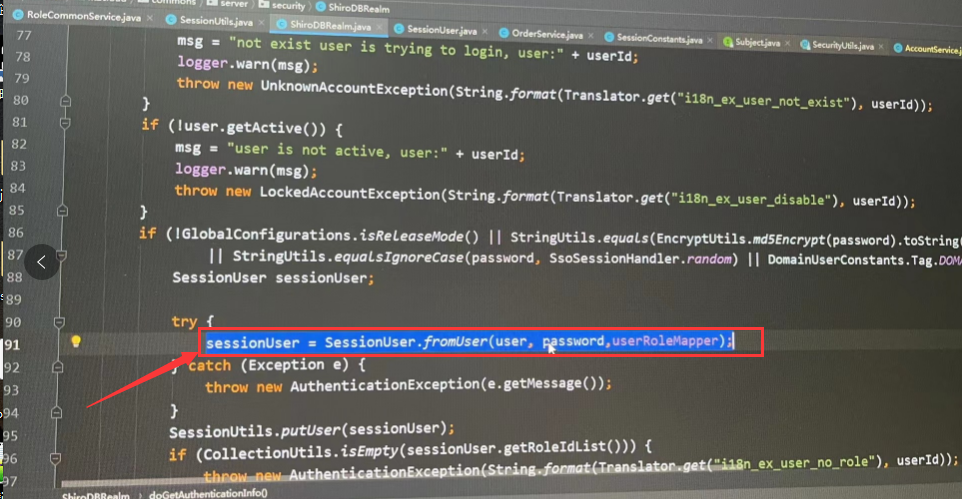 commons server security ShiroDBRealm
RoleCommonService.java × SessionUtils.java × ShiroDBRealm.java × SessionUser.java × OrderService.java × SessionConstants.java × Subject.java × SecurityUtils.java × AccountService.j
77
78 msg = "not exist user is trying to login, user:" + userId;
79 logger.warn(msg);
80 throw new UnknownAccountException(String.format(Translator.get("i18n_ex_user_not_exist"), userId));
81 }
82 if (!user.getActive()) {
83 msg = "user is not active, user:" + userId;
84 logger.warn(msg);
85 throw new LockedAccountException(String.format(Translator.get("i18n_ex_user_disable"), userId));
86 }
87 if (!GlobalConfigurations.isReleaseMode() || StringUtils.equals(EncryptUtils.md5Encrypt(password).toString(
88 || StringUtils.equalsIgnoreCase(password, SsoSessionHandler.random) || DomainUserConstants.Tag.DOMA
89 SessionUser sessionUser;
90 try {
91 sessionUser = SessionUser.fromUser(user, password,userRoleMapper);
92 } catch (Exception e) {
93 throw new AuthenticationException(e.getMessage());
94 }
95 SessionUtils.putUser(sessionUser);
96 if (CollectionUtils.isEmpty(sessionUser.getRoleIdList())) {
97 throw new AuthenticationException(String.format(Translator.get("i18n_ex_user_no_role"), userId));
ShiroDBRealm › doGetAuthenticationInfo()